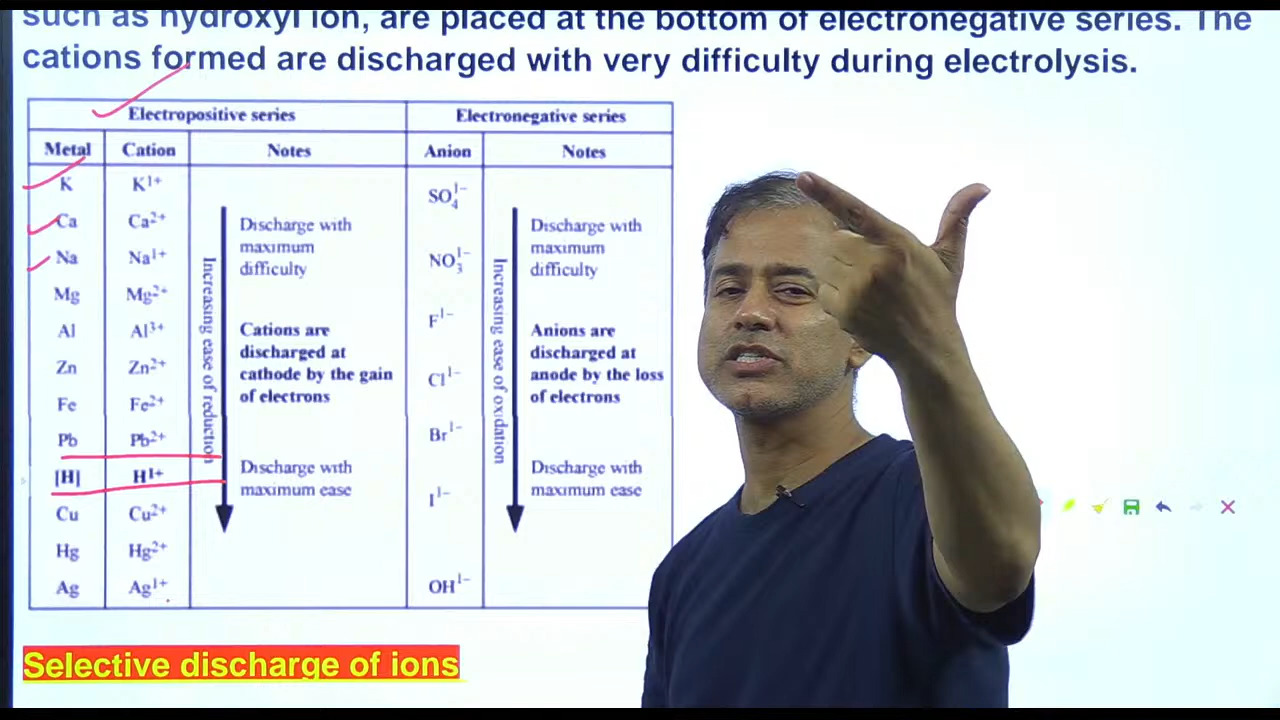 such as hydroxyl ion, are placed at the bottom of electronegative series. The
cations formed are discharged with very difficulty during electrolysis.
Electropositive series Electronegative series
Metal Cation Notes Anion Notes
K K¹⁺ SO₄¹⁻
Ca Ca²⁺ Discharge with Discharge with
maximum maximum
Na Na¹⁺ difficulty NO₃¹⁻ difficulty
Mg Mg²⁺
Al Al³⁺ Cations are F¹⁻ Anions are
discharged at discharged at
Zn Zn²⁺ cathode by the gain Cl¹⁻ anode by the loss
Fe Fe²⁺ of electrons of electrons
Pb Pb²⁺ Br¹⁻
[H] H¹⁺ Discharge with Discharge with
maximum ease I¹⁻ maximum ease
Cu Cu²⁺
Hg Hg²⁺
Ag Ag¹⁺ OH¹⁻
Increasing ease of reduction
Increasing ease of oxidation
Selective discharge of ions